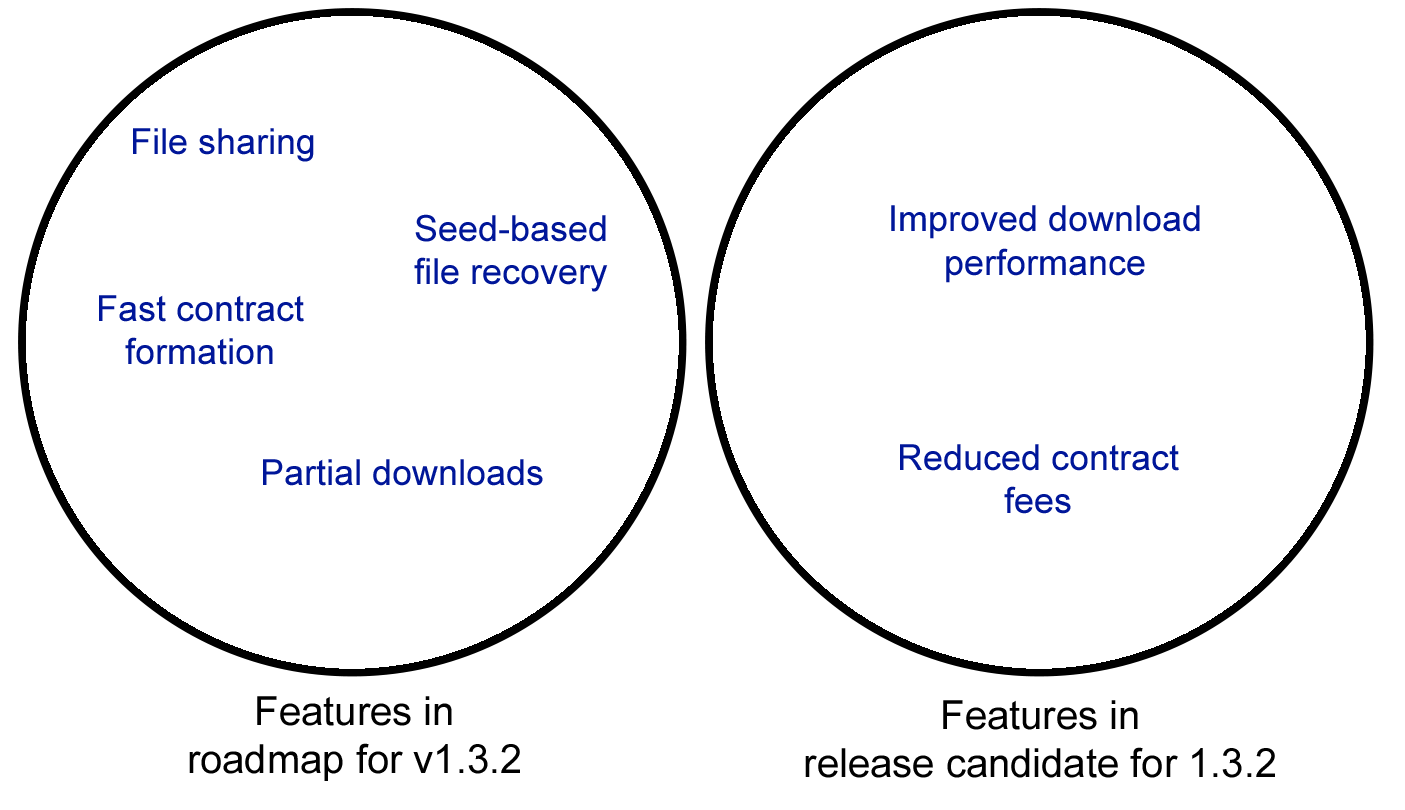 File sharing
Seed-based
file recovery
Fast contract
formation
Partial downloads
Features in
roadmap for v1.3.2
Improved download
performance
Reduced contract
fees
Features in
release candidate for 1.3.2